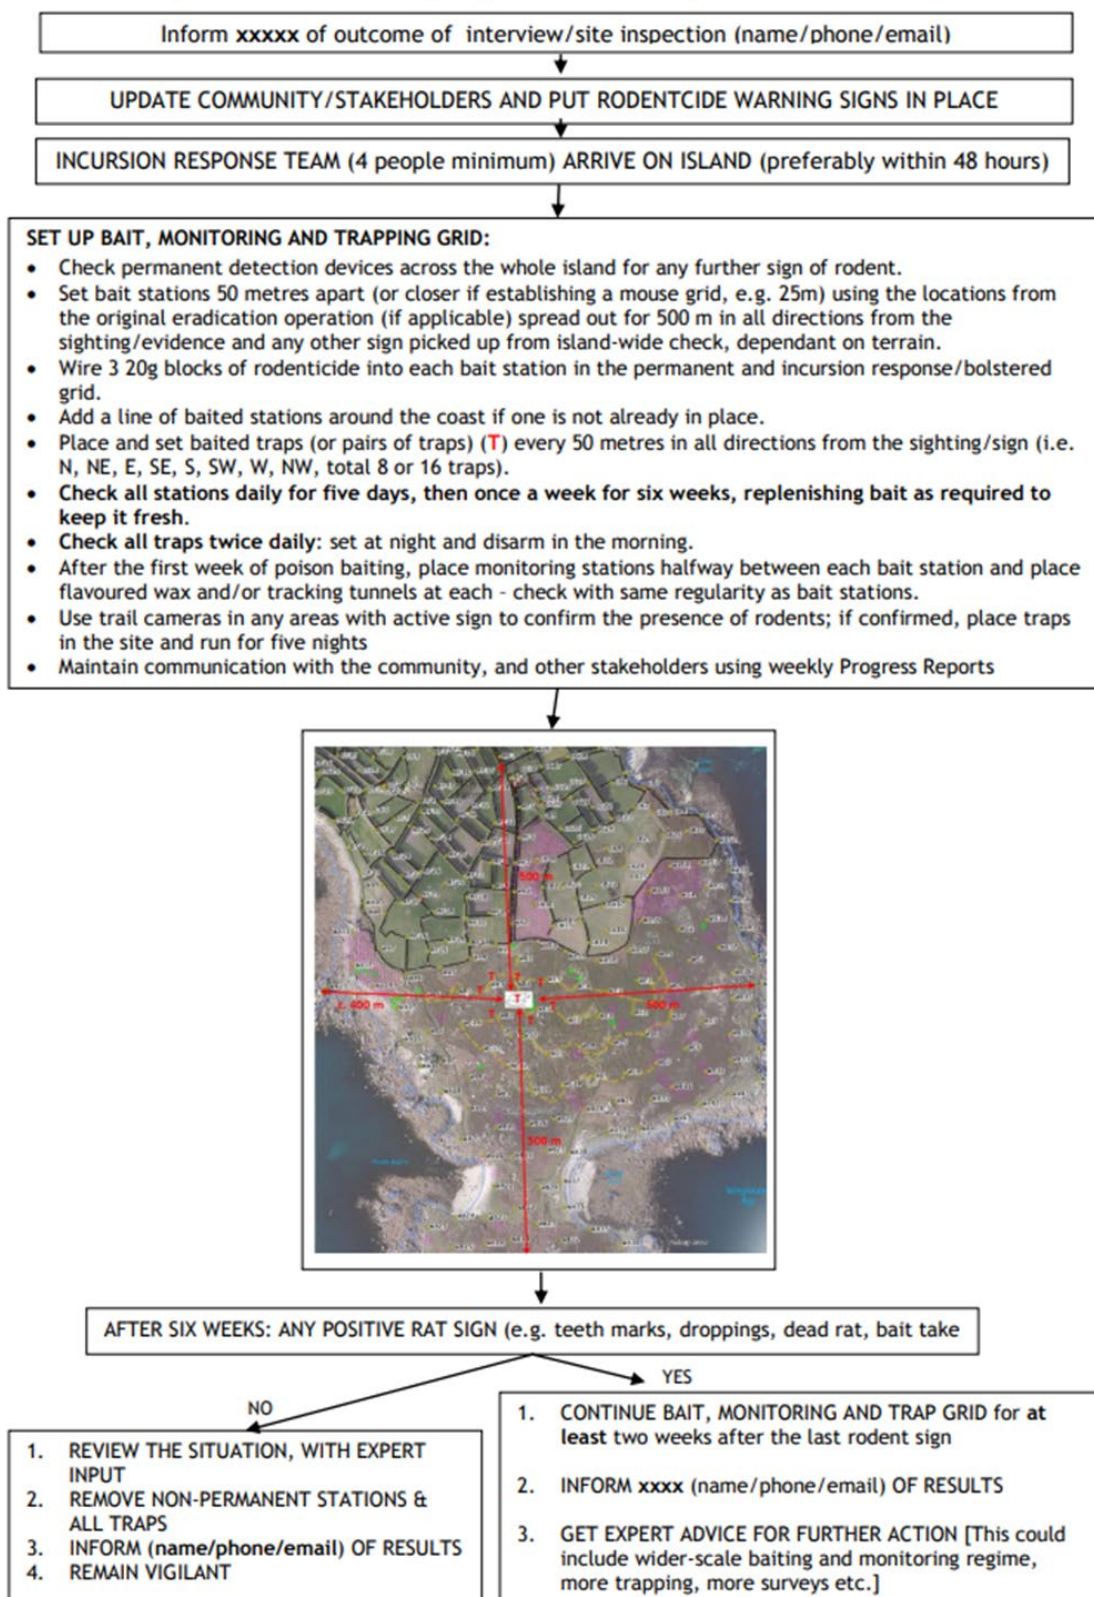 Inform xxxxx of outcome of interview/site inspection (name/phone/email)
UPDATE COMMUNITY/STAKEHOLDERS AND PUT RODENTCIDE WARNING SIGNS IN PLACE
INCURSION RESPONSE TEAM (4 people minimum) ARRIVE ON ISLAND (preferably within 48 hours)
SET UP BAIT, MONITORING AND TRAPPING GRID:
• Check permanent detection devices across the whole island for any further sign of rodent.
• Set bait stations 50 metres apart (or closer if establishing a mouse grid, e.g. 25m) using the locations from
the original eradication operation (if applicable) spread out for 500 m in all directions from the
sighting/evidence and any other sign picked up from island-wide check, dependant on terrain.
• Wire 3 20g blocks of rodenticide into each bait station in the permanent and incursion response/bolstered
grid.
• Add a line of baited stations around the coast if one is not already in place.
• Place and set baited traps (or pairs of traps) (T) every 50 metres in all directions from the sighting/sign (i.e.
N, NE, E, SE, S, SW, W, NW, total 8 or 16 traps).
• Check all stations daily for five days, then once a week for six weeks, replenishing bait as required to
keep it fresh.
• Check all traps twice daily: set at night and disarm in the morning.
• After the first week of poison baiting, place monitoring stations halfway between each bait station and place
flavoured wax and/or tracking tunnels at each - check with same regularity as bait stations.
• Use trail cameras in any areas with active sign to confirm the presence of rodents; if confirmed, place traps
in the site and run for five nights
• Maintain communication with the community, and other stakeholders using weekly Progress Reports
500 m
T
T
T
T
T
T
T
T
c. 400 m
500 m
500 m
AFTER SIX WEEKS: ANY POSITIVE RAT SIGN (e.g. teeth marks, droppings, dead rat, bait take
NO
YES
1. REVIEW THE SITUATION, WITH EXPERT
INPUT
2. REMOVE NON-PERMANENT STATIONS &
ALL TRAPS
3. INFORM (name/phone/email) OF RESULTS
4. REMAIN VIGILANT
1. CONTINUE BAIT, MONITORING AND TRAP GRID for at
least two weeks after the last rodent sign
2. INFORM xxxx (name/phone/email) OF RESULTS
3. GET EXPERT ADVICE FOR FURTHER ACTION [This could
include wider-scale baiting and monitoring regime,
more trapping, more surveys etc.]